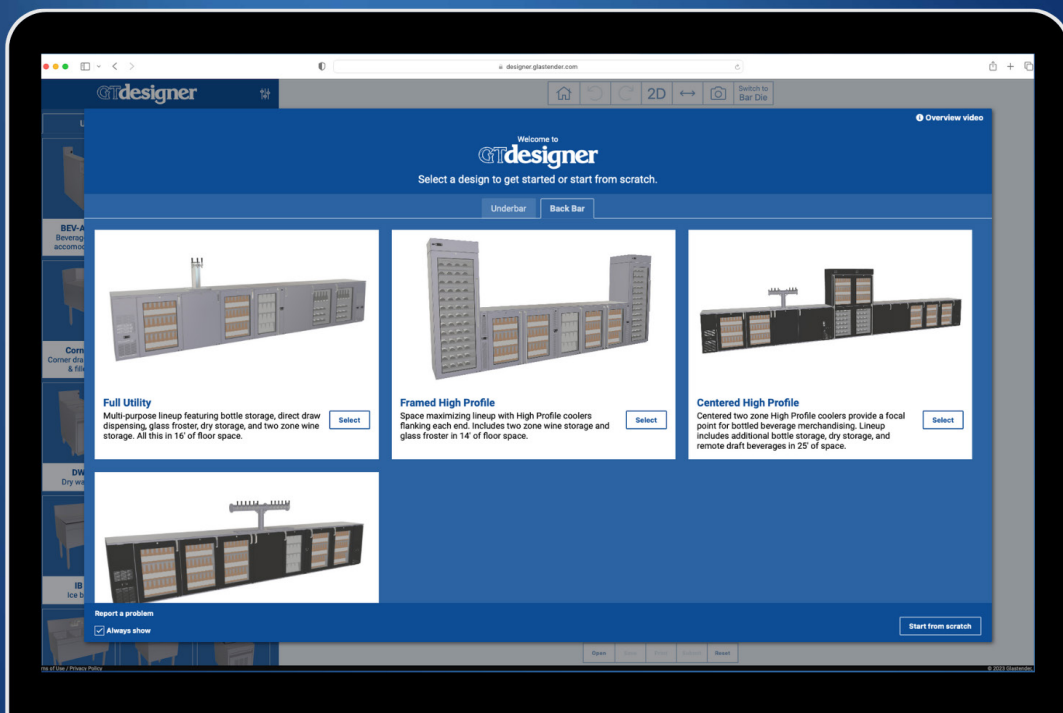 designer.glastender.com
GTdesigner
2D
Switch to
Bar Die
Overview video
Welcome to
GTdesigner
Select a design to get started or start from scratch.
Underbar
Back Bar
BEV-A
Beverag
accomod
Corn
Corner dra
& fille
DW
Dry wa
IB
Ice b
Full Utility
Multi-purpose lineup featuring bottle storage, direct draw
dispensing, glass froster, dry storage, and two zone wine
storage. All this in 16' of floor space.
Select
Framed High Profile
Space maximizing lineup with High Profile coolers
flanking each end. Includes two zone wine storage and
glass froster in 14' of floor space.
Select
Centered High Profile
Centered two zone High Profile coolers provide a focal
point for bottled beverage merchandising. Lineup
includes additional bottle storage, dry storage, and
remote draft beverages in 25' of space.
Select
Report a problem
Always show
Start from scratch
Open
Reset
ms of Use / Privacy Policy
© 2023 Glastender,